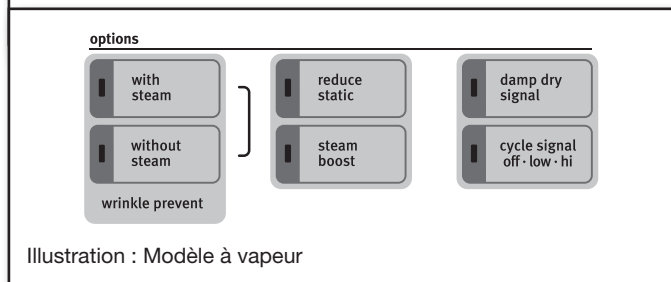 options
with
steam
without
steam
wrinkle prevent
reduce
static
steam
boost
damp dry
signal
cycle signal
off · low · hi
Illustration : Modèle à vapeur